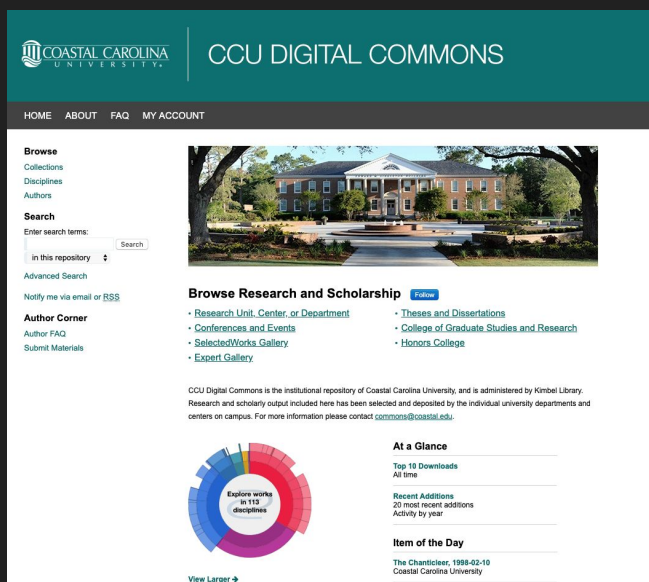 COASTAL CAROLINA
UNIVERSITY®
CCU DIGITAL COMMONS
HOME ABOUT FAQ MY ACCOUNT
Browse
Collections
Disciplines
Authors
Search
Enter search terms:
Search
in this repository
Advanced Search
Notify me via email or RSS
Author Corner
Author FAQ
Submit Materials
Browse Research and Scholarship Follow
• Research Unit, Center, or Department
• Conferences and Events
• SelectedWorks Gallery
• Expert Gallery
• Theses and Dissertations
• College of Graduate Studies and Research
• Honors College
CCU Digital Commons is the institutional repository of Coastal Carolina University, and is administered by Kimbel Library.
Research and scholarly output included here has been selected and deposited by the individual university departments and
centers on campus. For more information please contact commons@coastal.edu.
Explore works
in 113
disciplines
View Larger →
At a Glance
Top 10 Downloads
All time
Recent Additions
20 most recent additions
Activity by year
Item of the Day
The Chanticleer, 1998-02-10
Coastal Carolina University